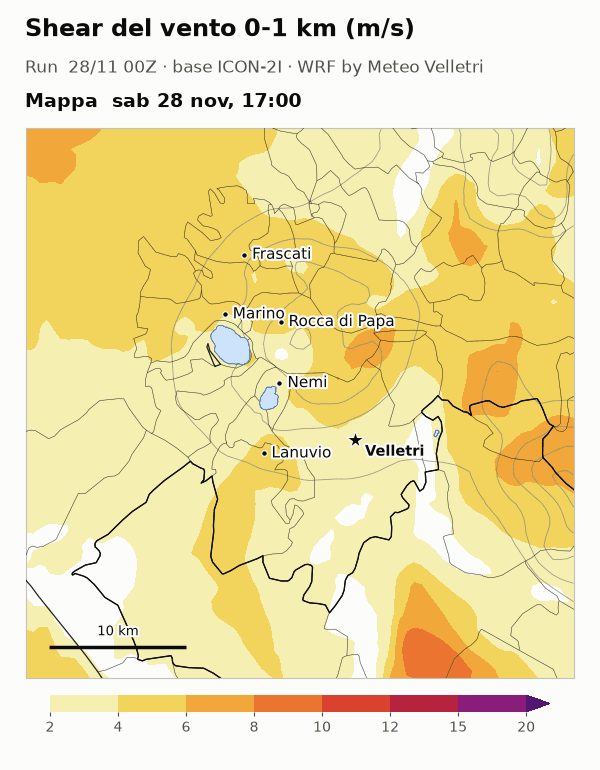 Shear del vento 0-1 km (m/s)
Run  28/11 00Z · base ICON-2I · WRF by Meteo Velletri
Mappa  sab 28 nov, 17:00
Frascati
Marino
Rocca di Papa
Nemi
Velletri
Lanuvio
10 km
2 4 6 8 10 12 15 20